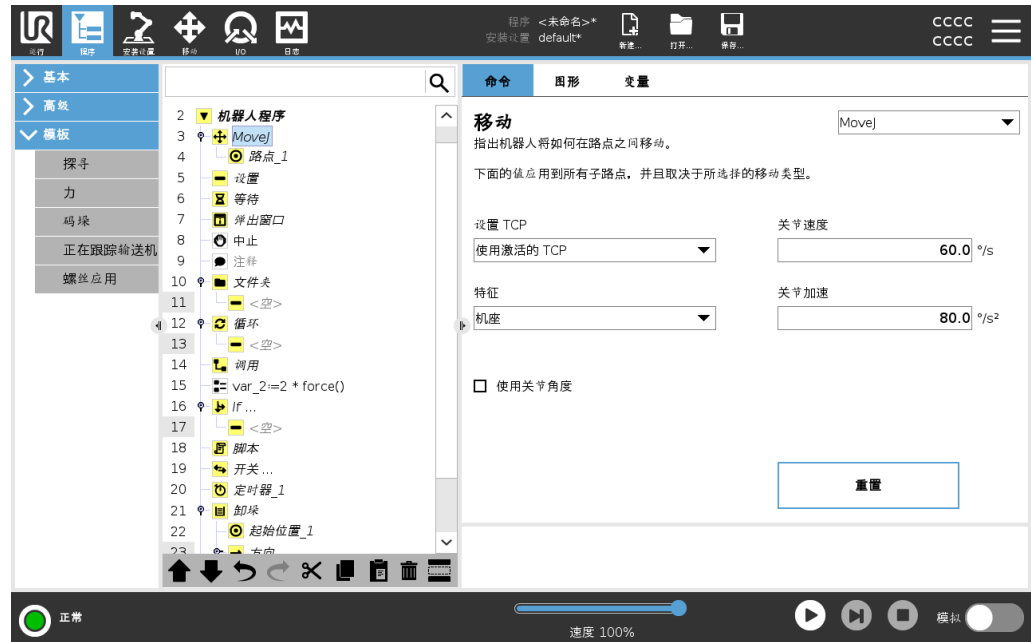 UR
运行
程序
安装设置
移动
I/O
日志
程序 <未命名>*
安装设置 default*
新建...
打开...
保存...
CCCC
CCCC
基本
高级
模板
探寻
力
码垛
正在跟踪输送机
螺丝应用
2 机器人程序
3 MoveJ
4 路点_1
5 设置
6 等待
7 弹出窗口
8 中止
9 注释
10 文件夹
11 <空>
12 循环
13 <空>
14 调用
15 var_2:=2 * force()
16 If ...
17 <空>
18 脚本
19 开关 ...
20 定时器_1
21 卸垛
22 起始位置_1
23 方向
命令 图形 变量
移动
MoveJ
指出机器人将如何在路点之间移动。
下面的值应用到所有子路点，并且取决于所选择的移动类型。
设置 TCP
关节速度
使用激活的 TCP
60.0 °/s
特征
关节加速
机座
80.0 °/s²
使用关节角度
重置
正常
速度 100%
模拟